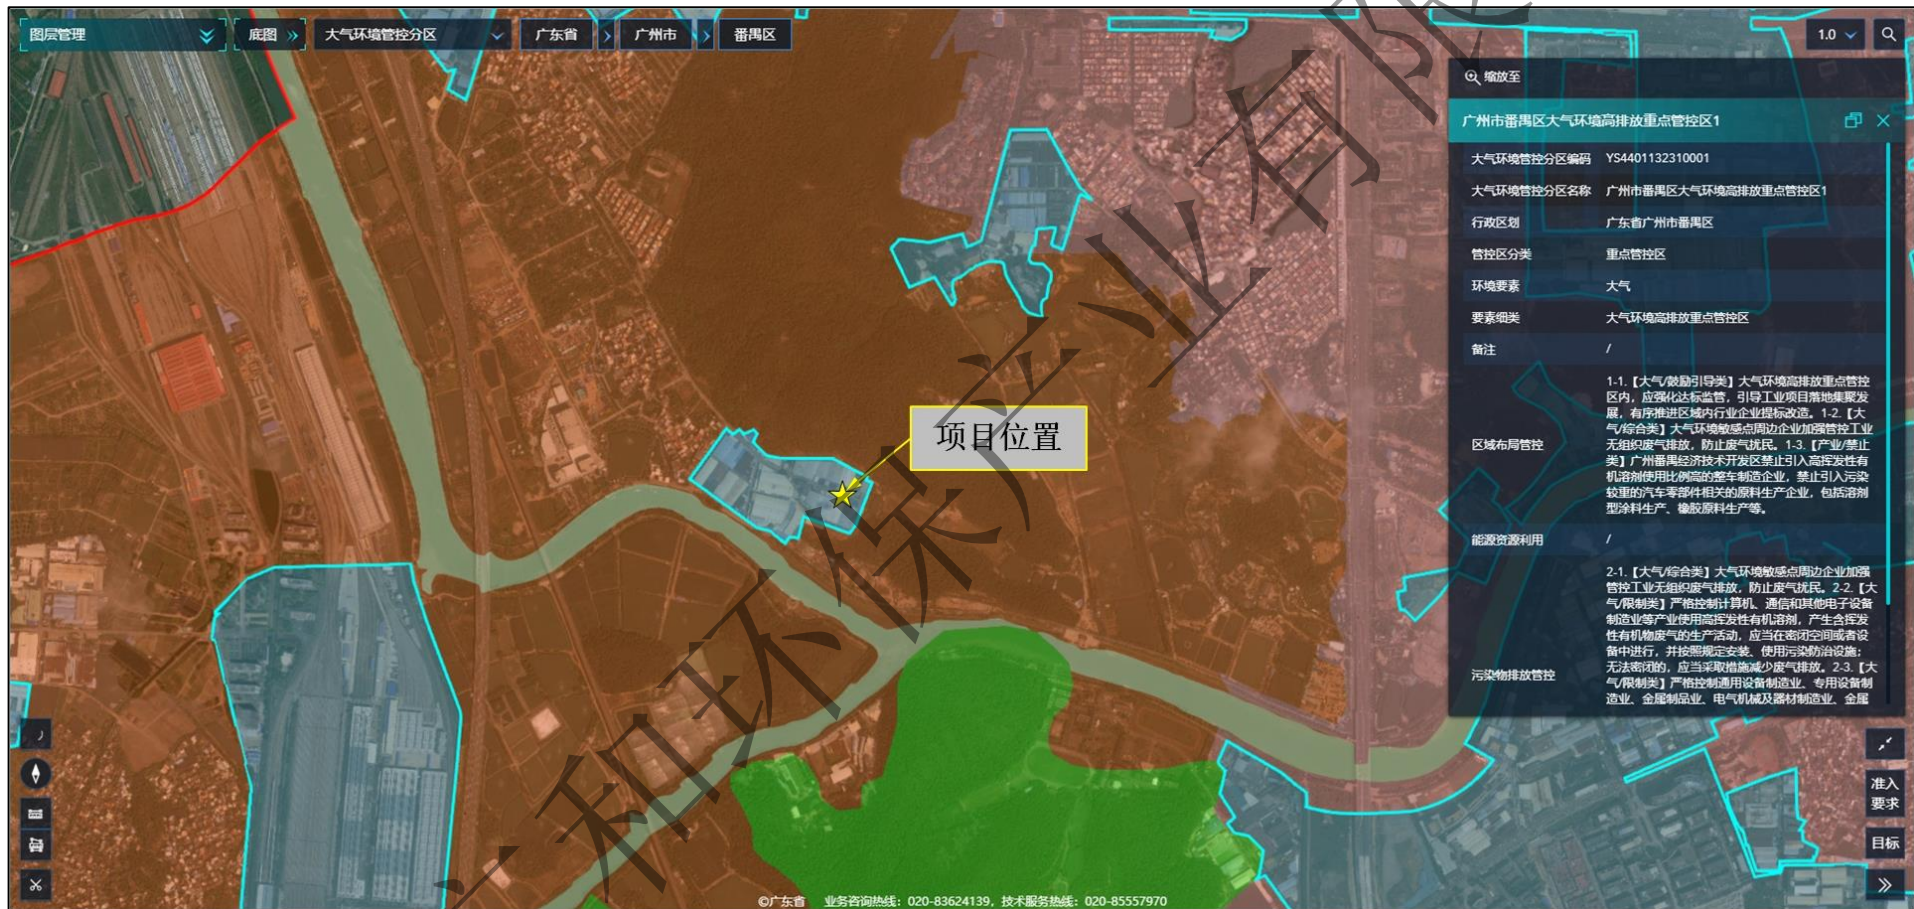 图层管理
底图
大气环境管控分区
广东省
广州市
番禺区
1.0
缩放至
广州市番禺区大气环境高排放重点管控区1
大气环境管控分区编码 YS4401132310001
大气环境管控分区名称 广州市番禺区大气环境高排放重点管控区1
行政区划 广东省广州市番禺区
管控区分类 重点管控区
环境要素 大气
要素细类 大气环境高排放重点管控区
备注 /
区域布局管控
1-1.【大气/鼓励引导类】大气环境高排放重点管控
区内，应强化达标监管，引导工业项目落地集聚发
展，有序推进区域内行业企业提标改造。1-2.【大
气/综合类】大气环境敏感点周边企业加强管控工业
无组织废气排放，防止废气扰民。1-3.【产业/禁止
类】广州番禺经济技术开发区禁止引入高挥发性有
机溶剂使用比例高的整车制造企业，禁止引入污染
较重的汽车零部件相关的原料生产企业，包括溶剂
型涂料生产、橡胶原料生产等。
能源资源利用 /
污染物排放管控
2-1.【大气/综合类】大气环境敏感点周边企业加强
管控工业无组织废气排放，防止废气扰民。2-2.【大
气/限制类】严格控制计算机、通信和其他电子设备
制造业等产业使用高挥发性有机溶剂，产生含挥发
性有机物废气的生产活动，应当在密闭空间或者设
备中进行，并按照规定安装、使用污染防治设施；
无法密闭的，应当采取措施减少废气排放。2-3.【大
气/限制类】严格控制通用设备制造业、专用设备制
造业、金属制品业、电气机械及器材制造业、金属
项目位置
准入
要求
目标
©广东省 业务咨询热线：020-83624139，技术服务热线：020-85557970
和环保产业有限